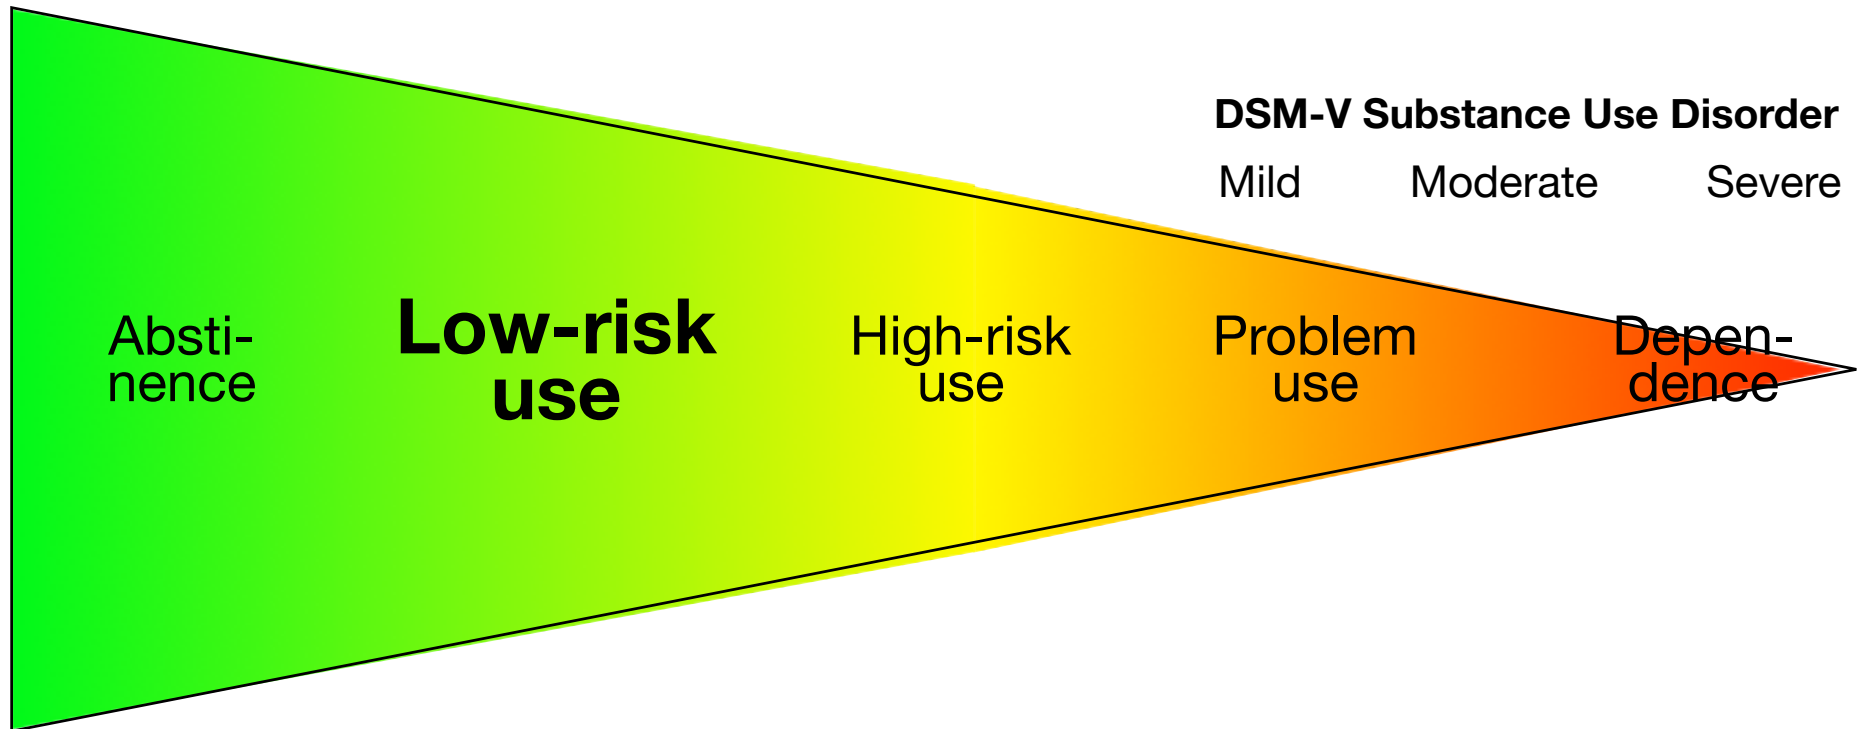 DSM-V Substance Use Disorder
Mild Moderate Severe
Absti-
nence
Low-risk
use
High-risk
use
Problem
use
Depen-
dence